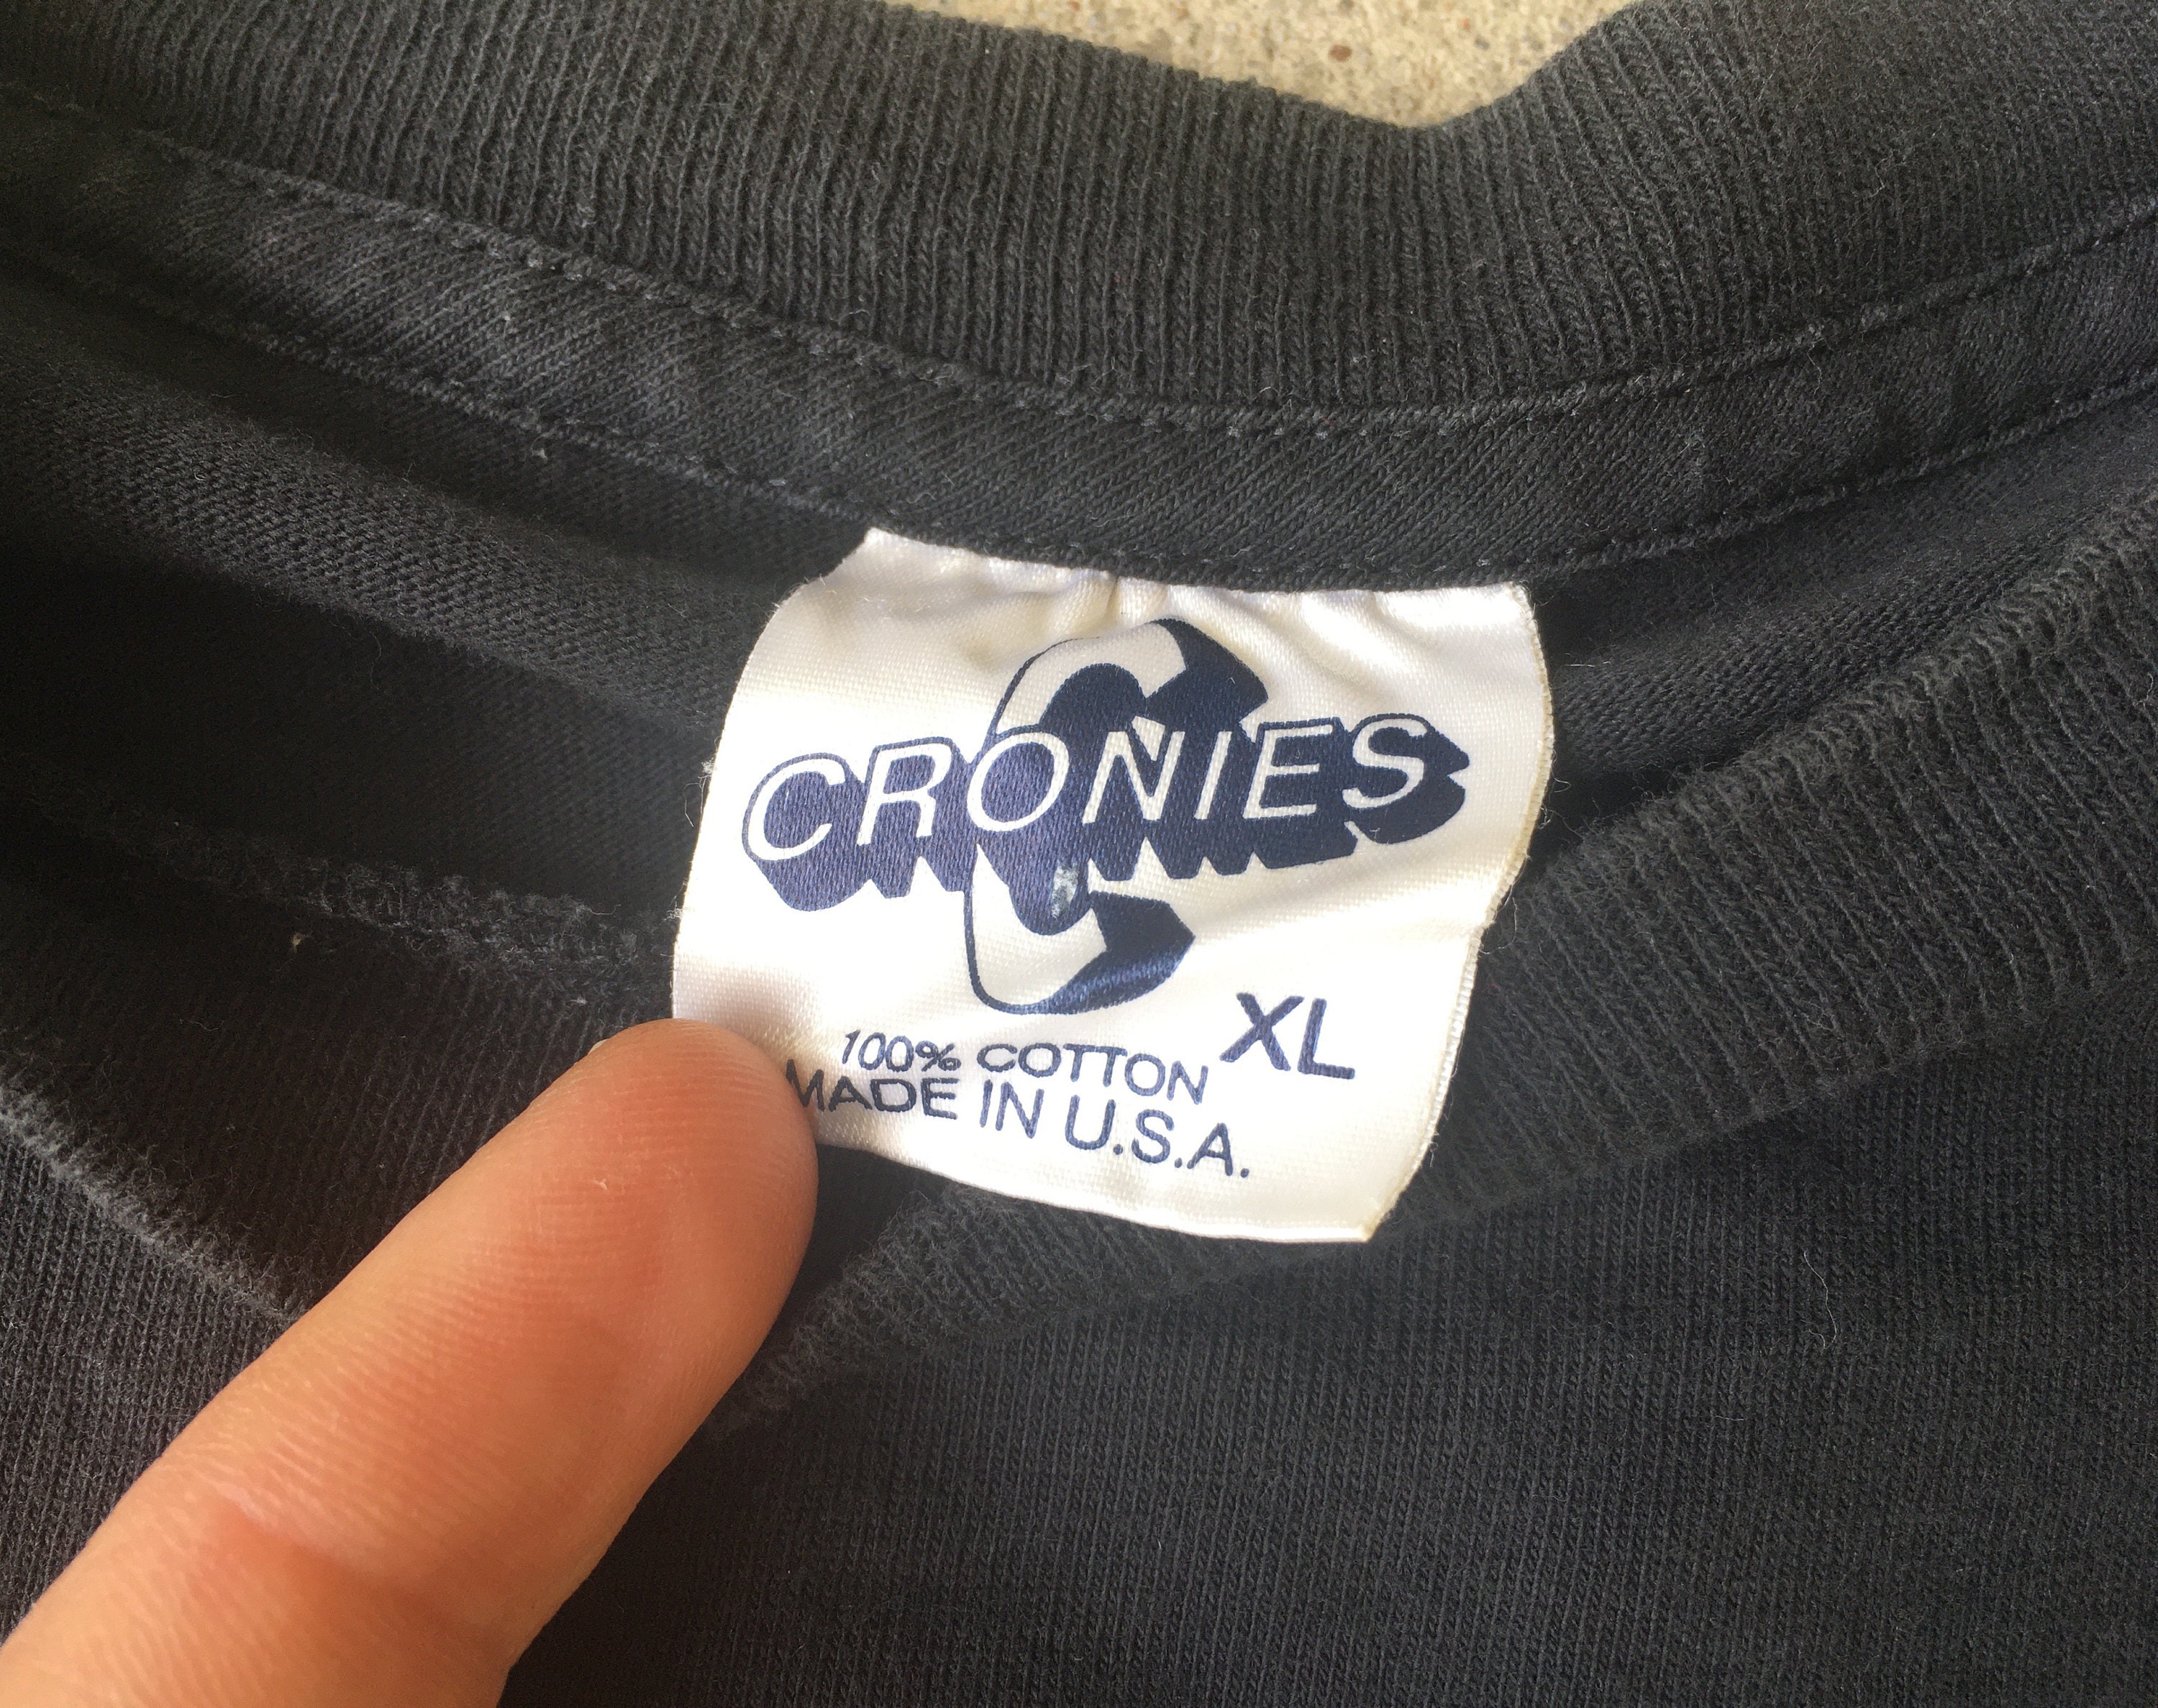 CRONIES
XL
100% COTTON
MADE IN U.S.A.